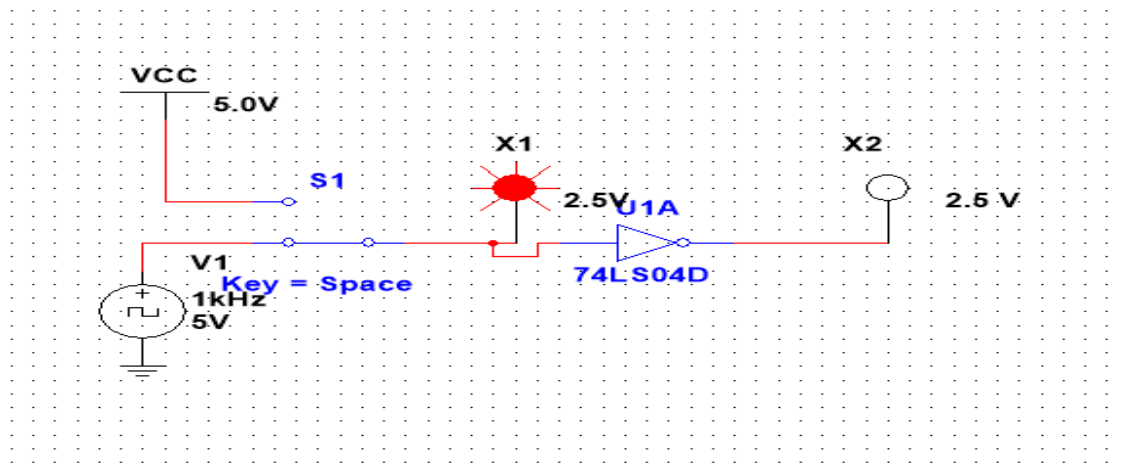 VCC
5.0V
X1
X2
S1
2.5V
2.5 V
U1A
V1
Key = Space
74LS04D
1kHz
5V